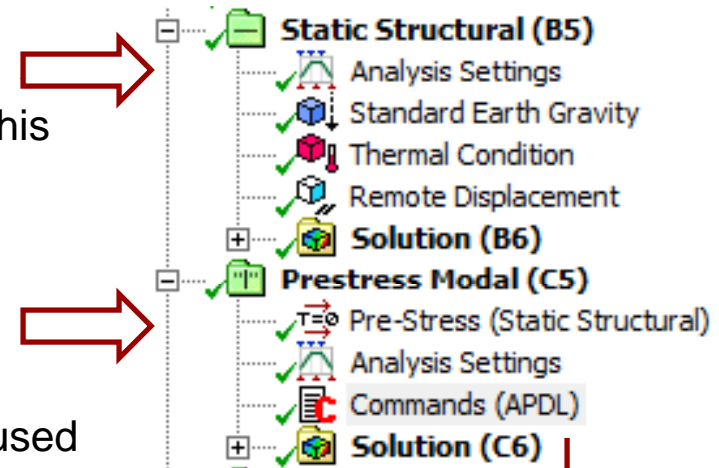 Static Structural (B5)
Analysis Settings
his
Standard Earth Gravity
Thermal Condition
Remote Displacement
Solution (B6)
Prestress Modal (C5)
T=0 Pre-Stress (Static Structural)
Analysis Settings
Commands (APDL)
used
Solution (C6)